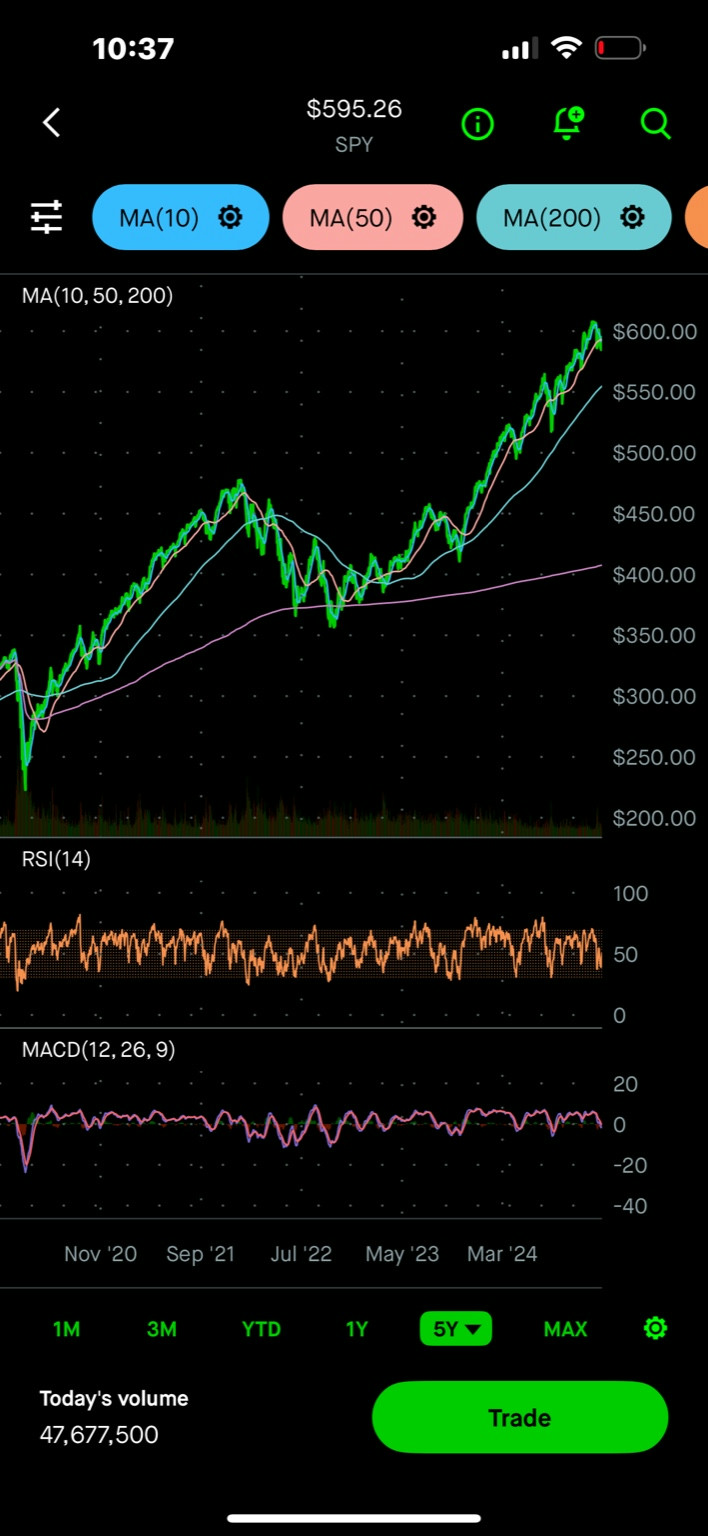 10:37
$595.26
SPY
MA(10) MA(50) MA(200)
MA(10,50,200)
$600.00
$550.00
$500.00
$450.00
$400.00
$350.00
$300.00
$250.00
$200.00
RSI(14)
100
50
0
MACD(12,26,9)
20
0
-20
-40
Nov '20 Sep '21 Jul '22 May '23 Mar '24
1M 3M YTD 1Y 5Y MAX
Today's volume
47,677,500
Trade